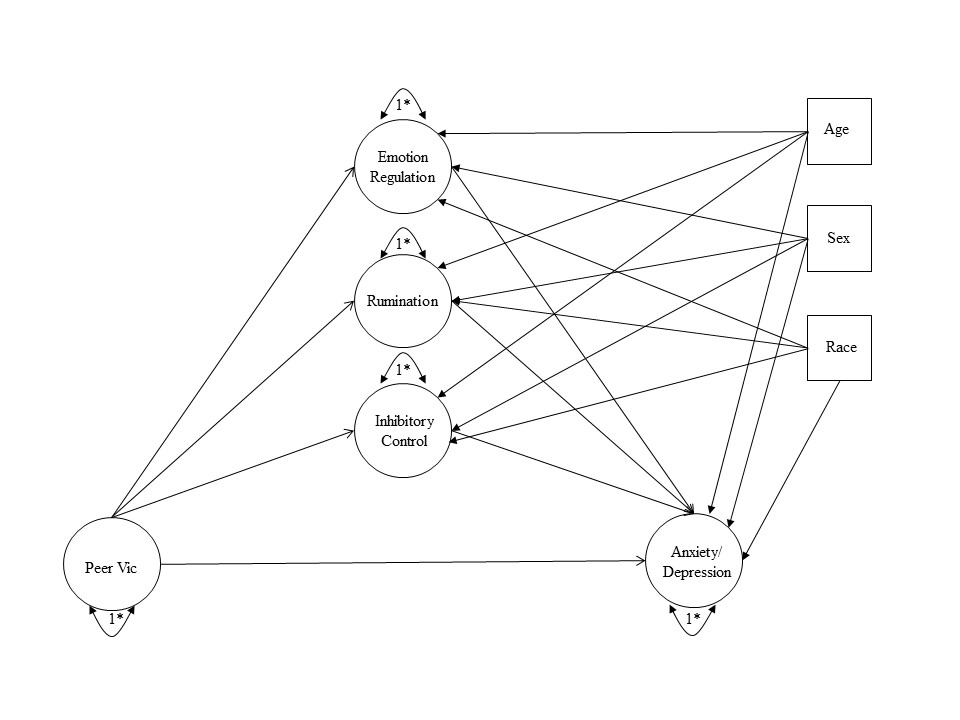 1*
Emotion
Regulation
Age
1*
Rumination
Sex
1*
Inhibitory
Control
Race
Peer Vic
1*
Anxiety/
Depression
1*